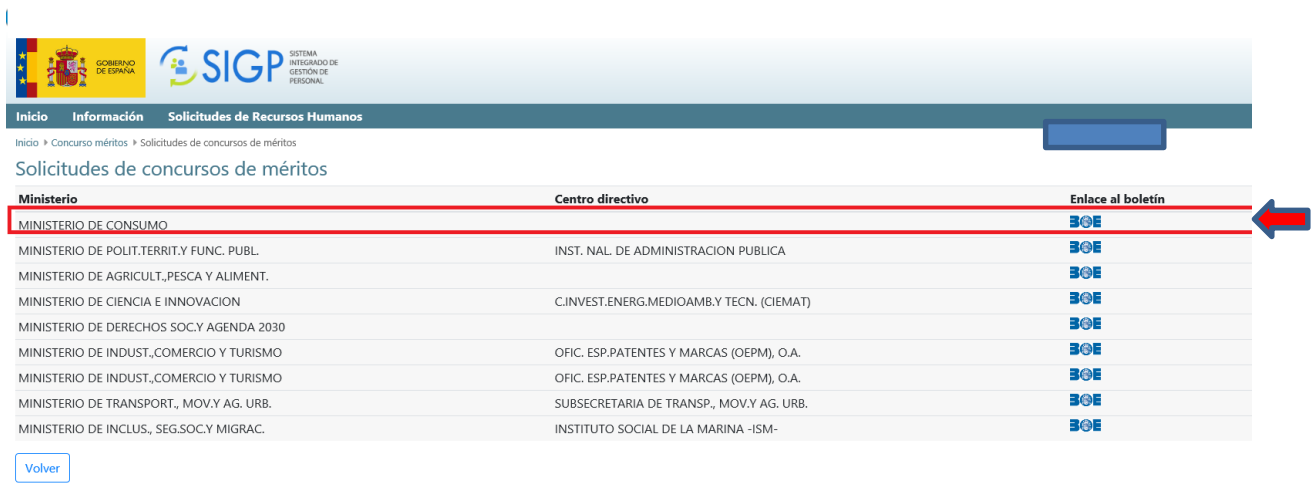 GOBIERNO
DE ESPAÑA
SIGP
SISTEMA
INTEGRADO DE
GESTIÓN DE
PERSONAL
Inicio Información Solicitudes de Recursos Humanos
Inicio Concurso méritos Solicitudes de concursos de méritos
Solicitudes de concursos de méritos
Ministerio Centro directivo Enlace al boletín
MINISTERIO DE CONSUMO BOE
MINISTERIO DE POLIT.TERRIT.Y FUNC. PUBL. INST. NAL. DE ADMINISTRACION PUBLICA BOE
MINISTERIO DE AGRICULT.,PESCA Y ALIMENT. BOE
MINISTERIO DE CIENCIA E INNOVACION C.INVEST.ENERG.MEDIOAMB.Y TECN. (CIEMAT) BOE
MINISTERIO DE DERECHOS SOC.Y AGENDA 2030 BOE
MINISTERIO DE INDUST.,COMERCIO Y TURISMO OFIC. ESP.PATENTES Y MARCAS (OEPM), O.A. BOE
MINISTERIO DE INDUST.,COMERCIO Y TURISMO OFIC. ESP.PATENTES Y MARCAS (OEPM), O.A. BOE
MINISTERIO DE TRANSPORT., MOV.Y AG. URB. SUBSECRETARIA DE TRANSP., MOV.Y AG. URB. BOE
MINISTERIO DE INCLUS., SEG.SOC.Y MIGRAC. INSTITUTO SOCIAL DE LA MARINA -ISM- BOE
Volver